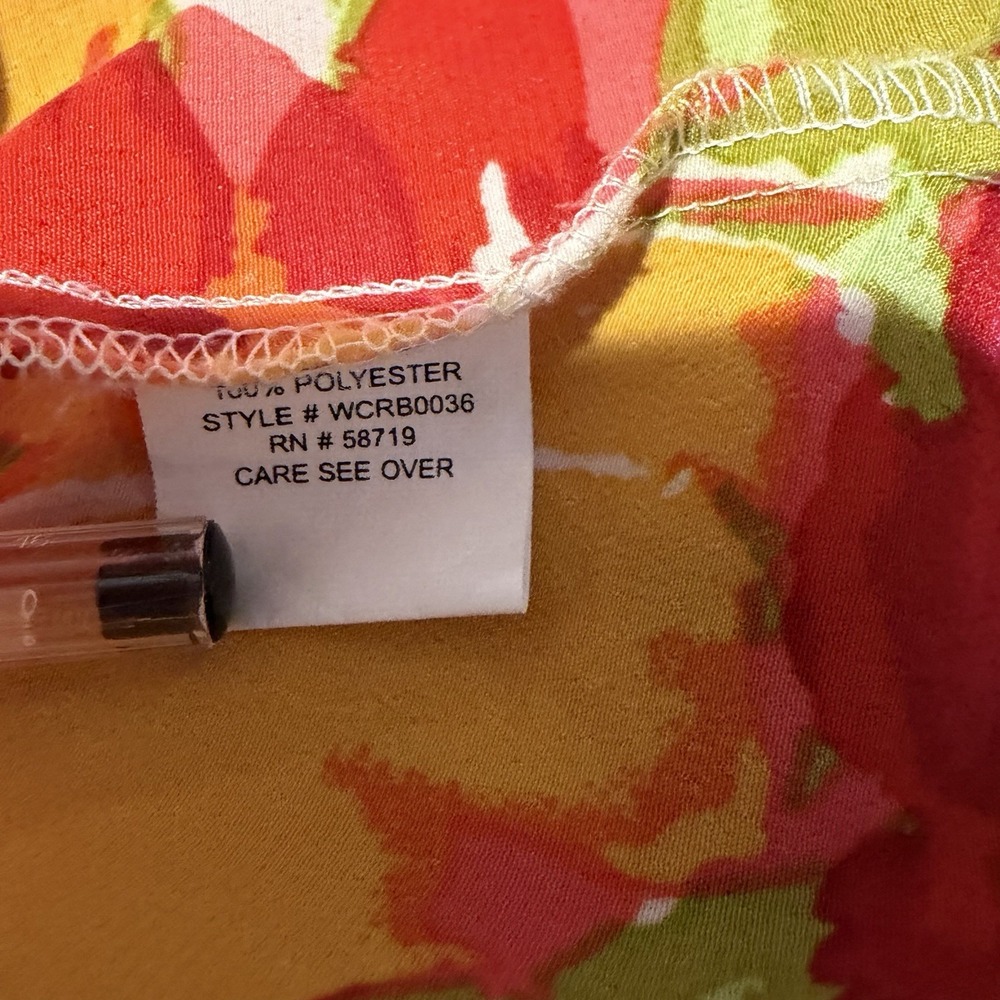 100% POLYESTER
STYLE # WCRB0036
RN # 58719
CARE SEE OVER